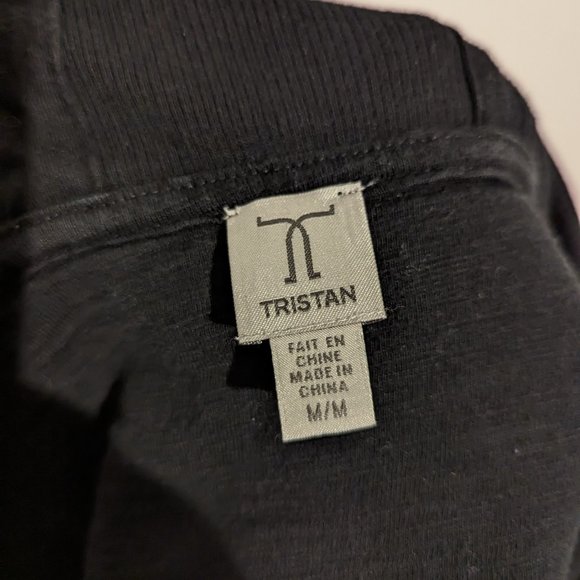 TRISTAN
FAIT EN
CHINE
MADE IN
CHINA
M/M